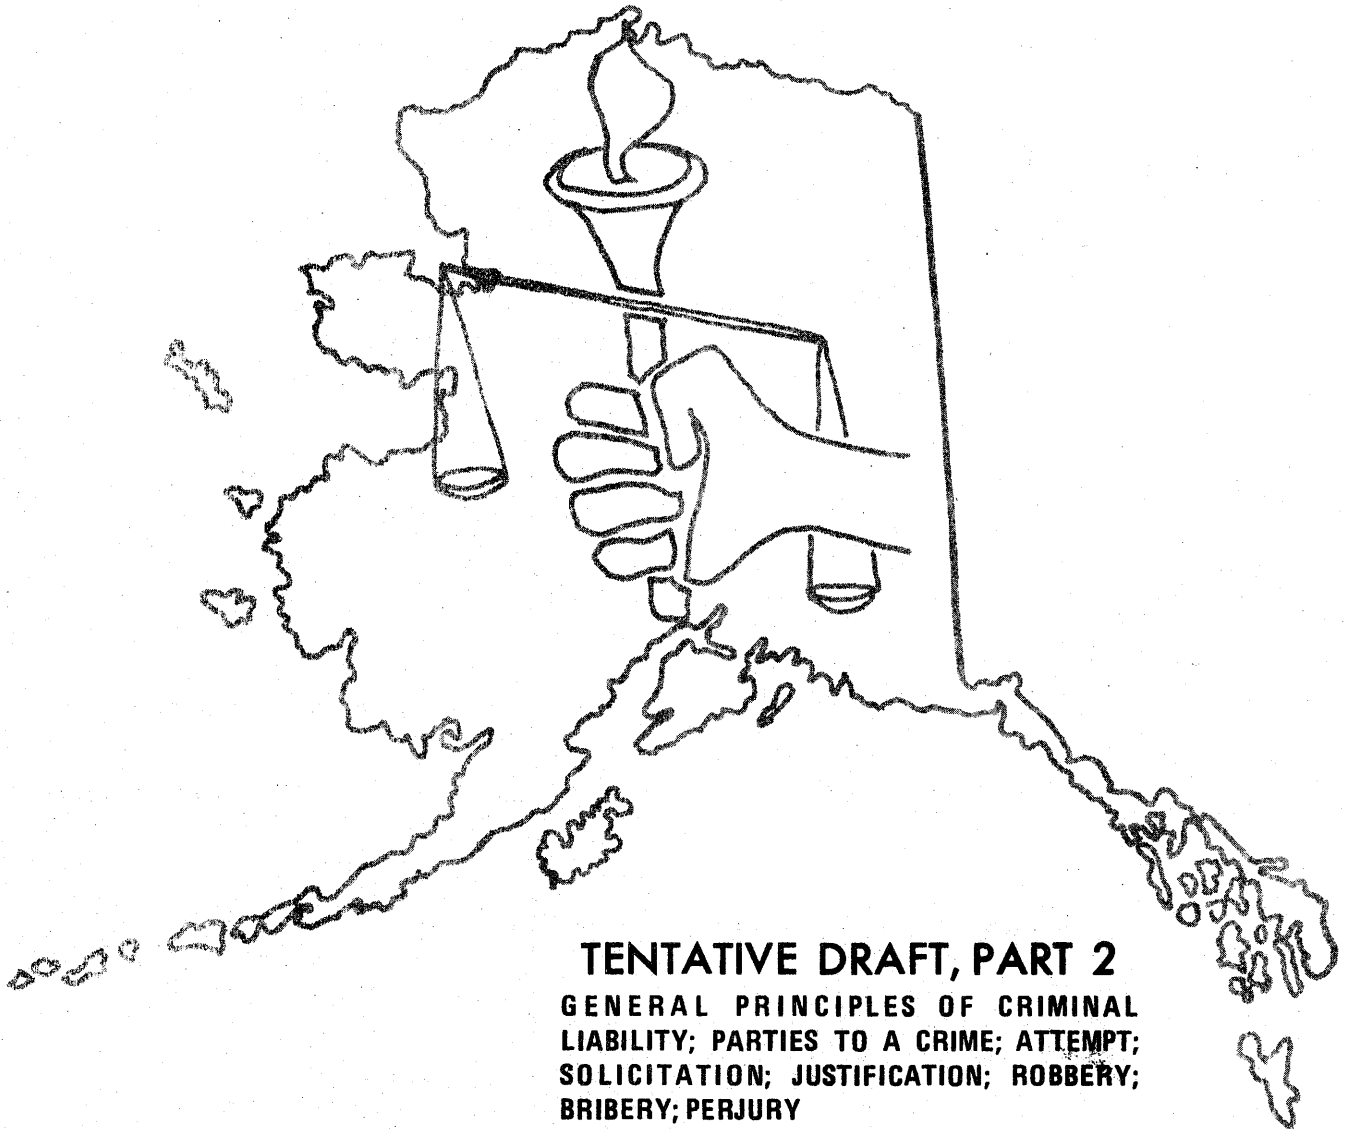 TENTATIVE DRAFT, PART 2
GENERAL PRINCIPLES OF CRIMINAL
LIABILITY; PARTIES TO A CRIME; ATTEMPT;
SOLICITATION; JUSTIFICATION; ROBBERY;
BRIBERY; PERJURY